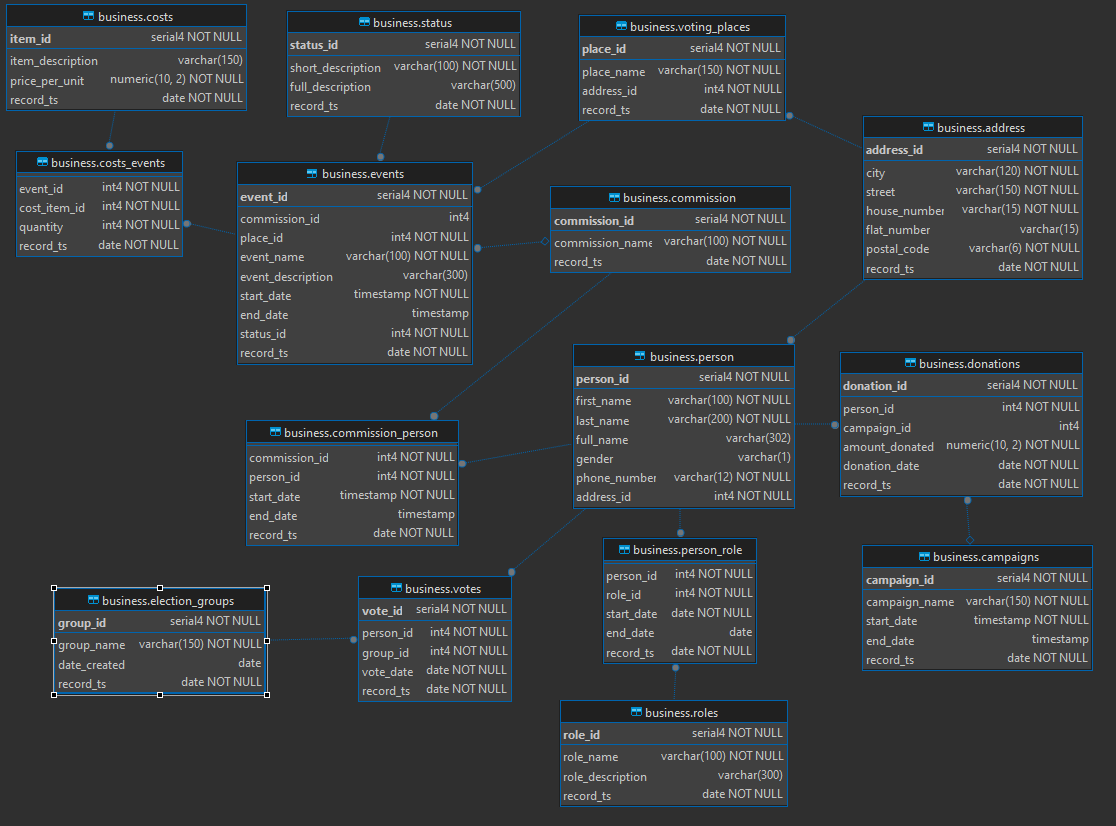 business.costs
item_id serial4 NOT NULL
item_description varchar(150)
price_per_unit numeric(10, 2) NOT NULL
record_ts date NOT NULL
business.status
status_id serial4 NOT NULL
short_description varchar(100) NOT NULL
full_description varchar(500)
record_ts date NOT NULL
business.voting_places
place_id serial4 NOT NULL
place_name varchar(150) NOT NULL
address_id int4 NOT NULL
record_ts date NOT NULL
business.address
address_id serial4 NOT NULL
city varchar(120) NOT NULL
street varchar(150) NOT NULL
house_number varchar(15) NOT NULL
flat_number varchar(15)
postal_code varchar(6) NOT NULL
record_ts date NOT NULL
business.costs_events
event_id int4 NOT NULL
cost_item_id int4 NOT NULL
quantity int4 NOT NULL
record_ts date NOT NULL
business.events
event_id serial4 NOT NULL
commission_id int4
place_id int4 NOT NULL
event_name varchar(100) NOT NULL
event_description varchar(300)
start_date timestamp NOT NULL
end_date timestamp
status_id int4 NOT NULL
record_ts date NOT NULL
business.commission
commission_id serial4 NOT NULL
commission_name varchar(100) NOT NULL
record_ts date NOT NULL
business.person
person_id serial4 NOT NULL
first_name varchar(100) NOT NULL
last_name varchar(200) NOT NULL
full_name varchar(302)
gender varchar(1)
phone_number varchar(12) NOT NULL
address_id int4 NOT NULL
business.donations
donation_id serial4 NOT NULL
person_id int4 NOT NULL
campaign_id int4
amount_donated numeric(10, 2) NOT NULL
donation_date date NOT NULL
record_ts date NOT NULL
business.commission_person
commission_id int4 NOT NULL
person_id int4 NOT NULL
start_date timestamp NOT NULL
end_date timestamp
record_ts date NOT NULL
business.person_role
person_id int4 NOT NULL
role_id int4 NOT NULL
start_date date NOT NULL
end_date date
record_ts date NOT NULL
business.campaigns
campaign_id serial4 NOT NULL
campaign_name varchar(150) NOT NULL
start_date timestamp NOT NULL
end_date timestamp
record_ts date NOT NULL
business.election_groups
group_id serial4 NOT NULL
group_name varchar(150) NOT NULL
date_created date
record_ts date NOT NULL
business.votes
vote_id serial4 NOT NULL
person_id int4 NOT NULL
group_id int4 NOT NULL
vote_date date NOT NULL
record_ts date NOT NULL
business.roles
role_id serial4 NOT NULL
role_name varchar(100) NOT NULL
role_description varchar(300)
record_ts date NOT NULL